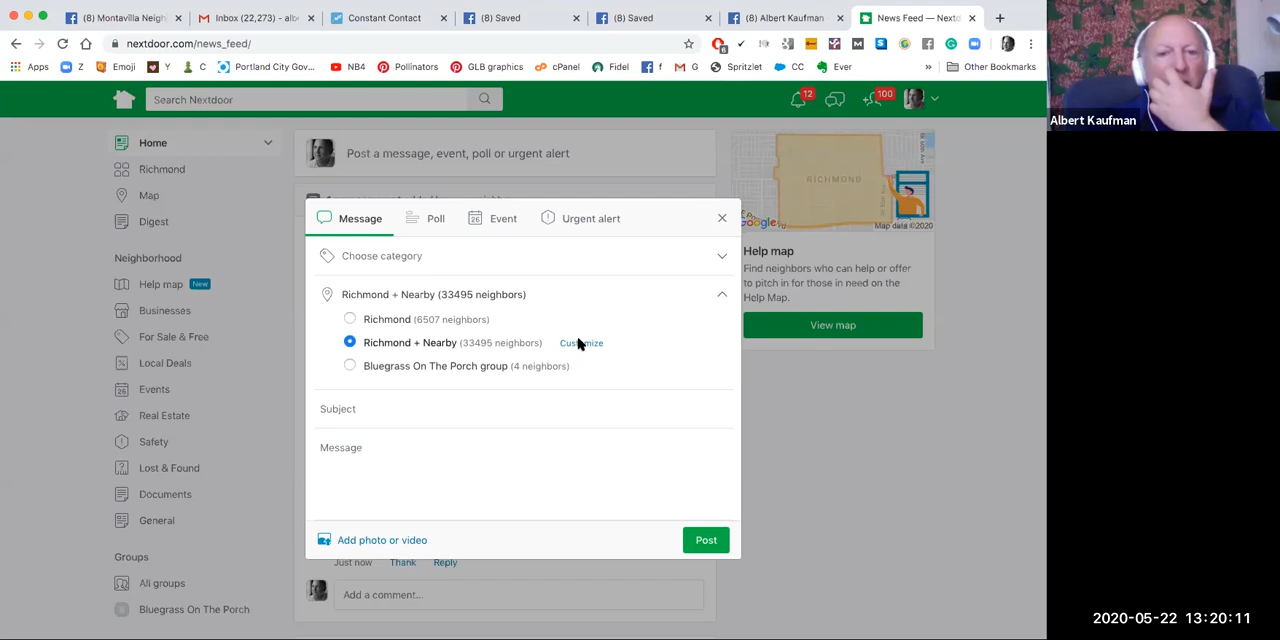 (8) Montavilla Neigh
Inbox (22,273) - alb
Constant Contact
(8) Saved
(8) Saved
(8) Albert Kaufman
News Feed — Nextd
nextdoor.com/news_feed/
Apps
Z
Emoji
Y
C
Portland City Gov...
NB4
Pollinators
GLB graphics
cPanel
Fidel
f
G
Spritzlet
CC
Ever
»
Other Bookmarks
Search Nextdoor
12
100
Albert Kaufman
Home
Richmond
Map
Digest
Neighborhood
Help map New
Businesses
For Sale & Free
Local Deals
Events
Real Estate
Safety
Lost & Found
Documents
General
Groups
All groups
Bluegrass On The Porch
Post a message, event, poll or urgent alert
Message
Poll
Event
Urgent alert
Choose category
Richmond + Nearby (33495 neighbors)
Richmond (6507 neighbors)
Richmond + Nearby (33495 neighbors) Customize
Bluegrass On The Porch group (4 neighbors)
Subject
Message
Add photo or video
Post
Just now Thank Reply
Add a comment...
RICHMOND
Google
Map data ©2020
Help map
Find neighbors who can help or offer
to pitch in for those in need on the
Help Map.
View map
2020-05-22 13:20:11